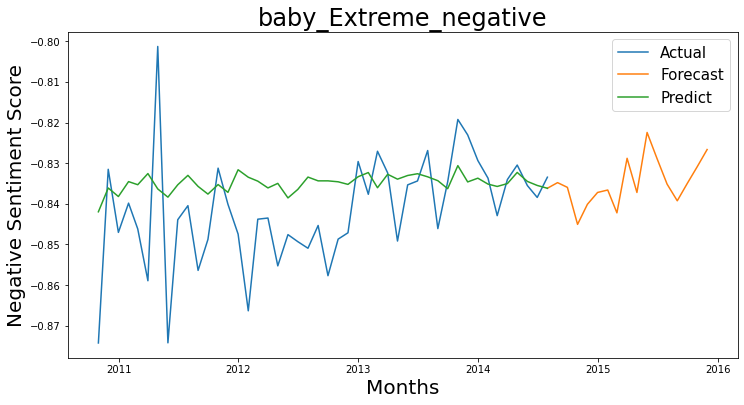 baby_Extreme_negative
Negative Sentiment Score
−0.80
−0.81
−0.82
−0.83
−0.84
−0.85
−0.86
−0.87
Actual
Forecast
Predict
2011 2012 2013 2014 2015 2016
Months